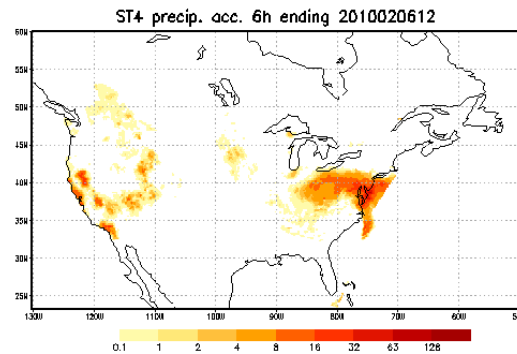 ST4 precip. acc. 6h ending 2010020612
60N
55N
50N
45N
40N
35N
30N
25N
130W 120W 110W 100W 90W 80W 70W 60W
0.1 1 2 4 8 16 32 63 128